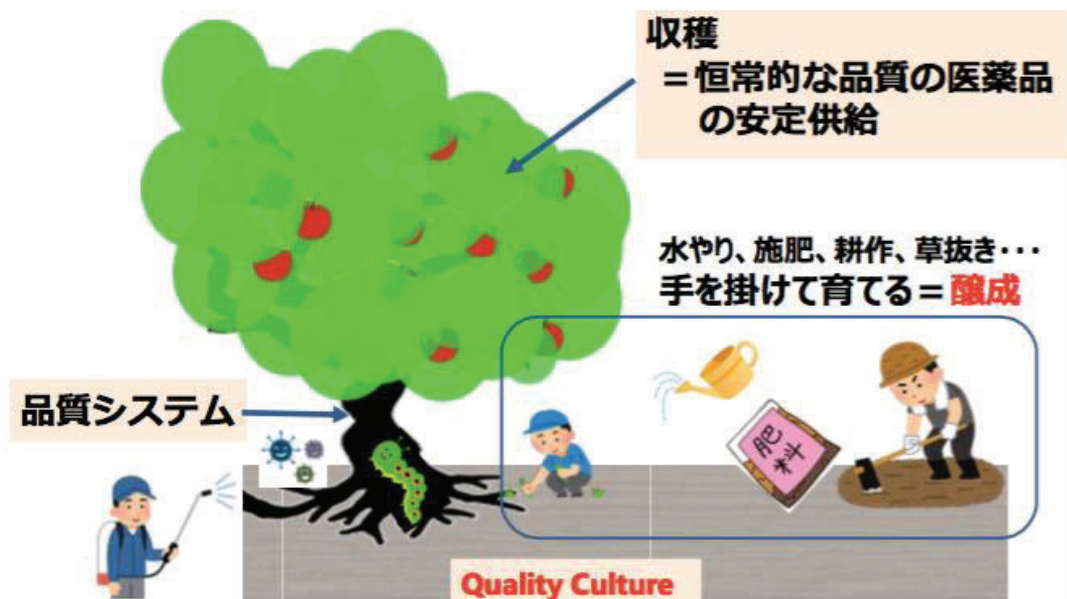 収穫
＝恒常的な品質の医薬品
の安定供給
水やり、施肥、耕作、草抜き･･･
手を掛けて育てる＝醸成
品質システム
肥料
Quality Culture